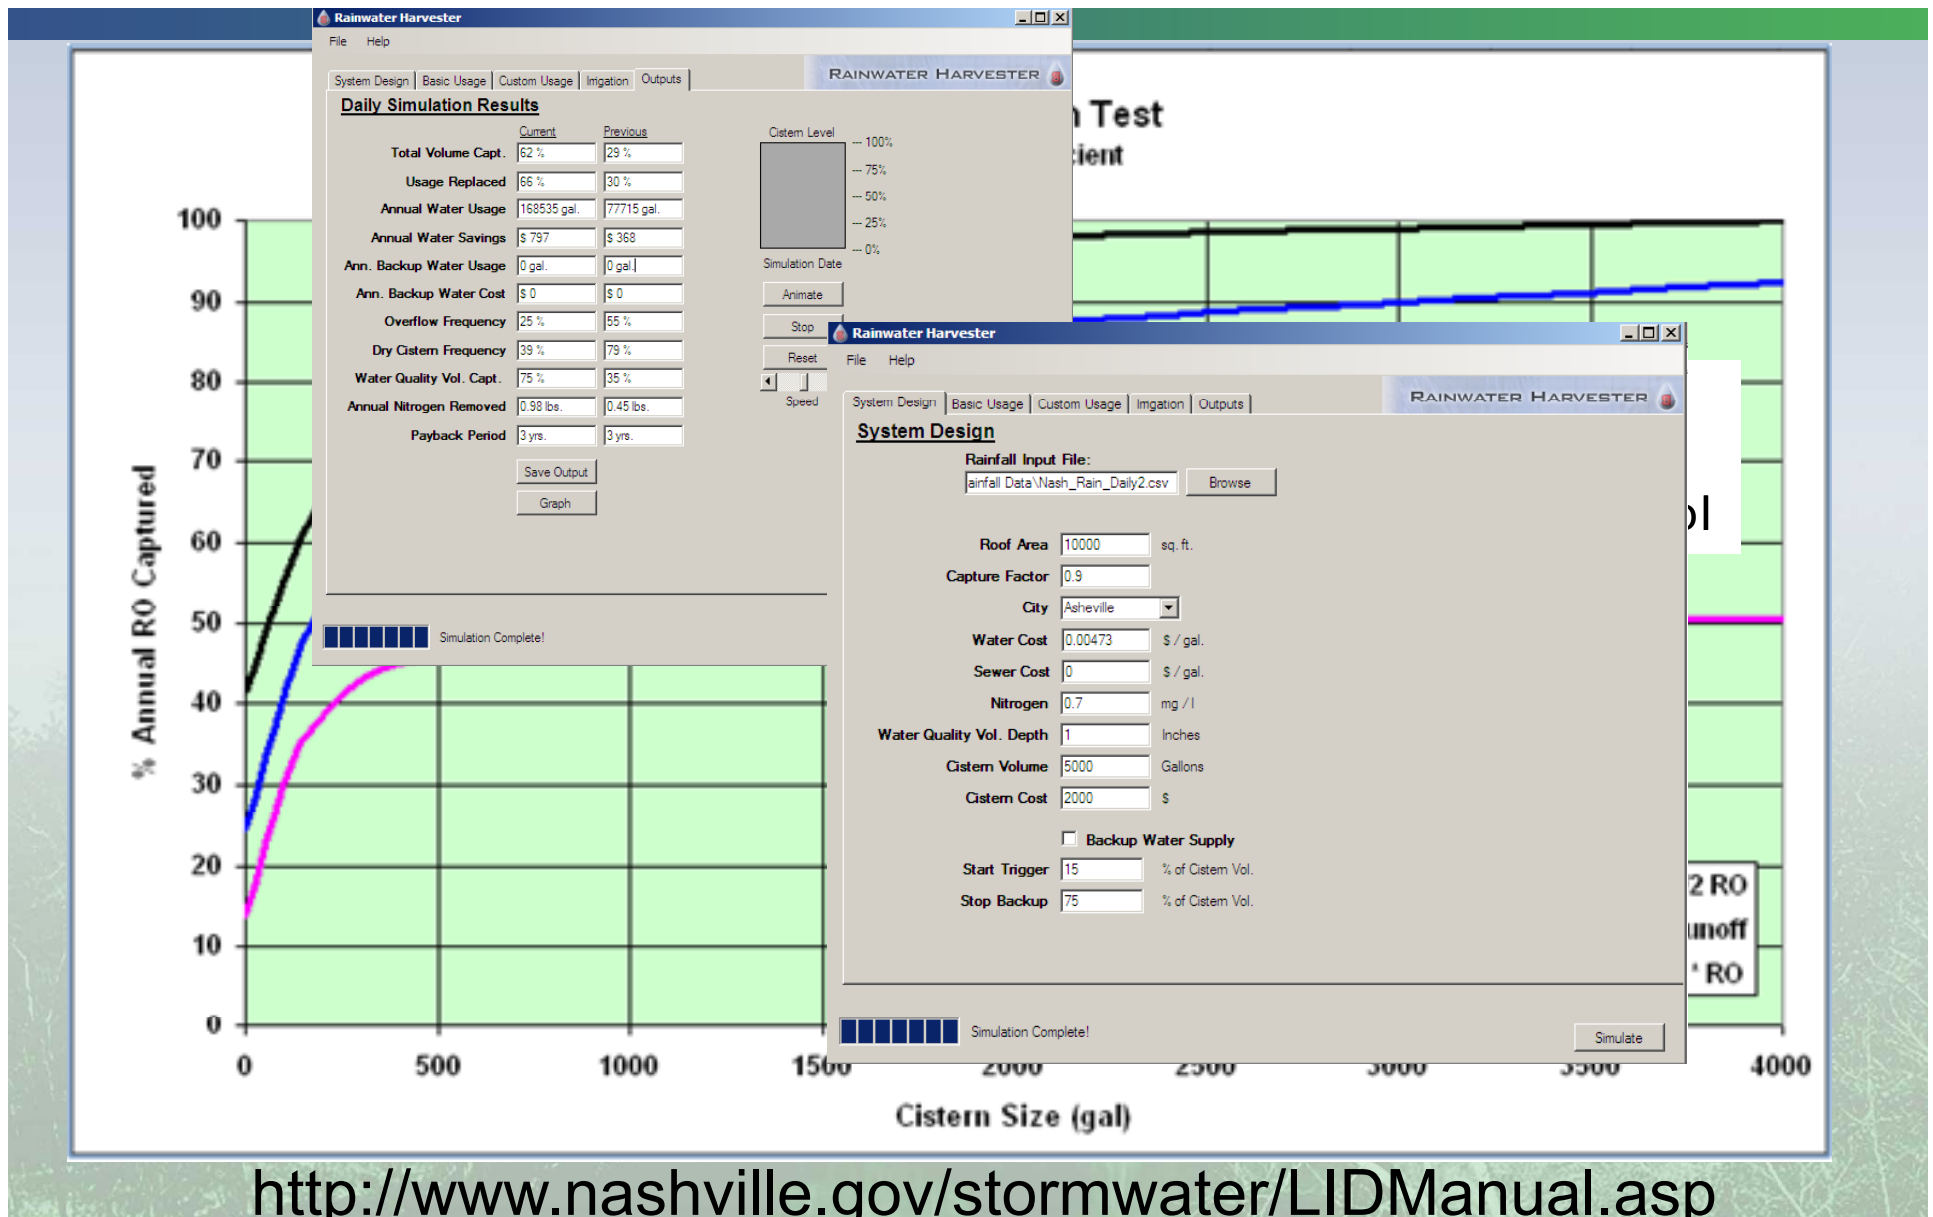 Rainwater Harvester
File Help
System Design Basic Usage Custom Usage Irrigation Outputs
RAINWATER HARVESTER
Daily Simulation Results
Current Previous
Total Volume Capt. 62 % 29 %
Usage Replaced 66 % 30 %
Annual Water Usage 168535 gal. 77715 gal.
Annual Water Savings $ 797 $ 368
Ann. Backup Water Usage 0 gal. 0 gal.
Ann. Backup Water Cost $ 0 $ 0
Overflow Frequency 25 % 55 %
Dry Cistern Frequency 39 % 79 %
Water Quality Vol. Capt. 75 % 35 %
Annual Nitrogen Removed 0.98 lbs. 0.45 lbs.
Payback Period 3 yrs. 3 yrs.
Save Output
Graph
Cistern Level
--- 100%
--- 75%
--- 50%
--- 25%
--- 0%
Simulation Date
Animate
Stop
Reset
Speed
Simulation Complete!
Test
Rainwater Harvester
File Help
System Design Basic Usage Custom Usage Irrigation Outputs
RAINWATER HARVESTER
System Design
Rainfall Input File:
ainfall Data\Nash_Rain_Daily2.csv Browse
Roof Area 10000 sq. ft.
Capture Factor 0.9
City Asheville
Water Cost 0.00473 $ / gal.
Sewer Cost 0 $ / gal.
Nitrogen 0.7 mg / l
Water Quality Vol. Depth 1 Inches
Cistern Volume 5000 Gallons
Cistern Cost 2000 $
Backup Water Supply
Start Trigger 15 % of Cistern Vol.
Stop Backup 75 % of Cistern Vol.
Simulation Complete!
Simulate
% Annual RO Captured
100
90
80
70
60
50
40
30
20
10
0
0 500 1000 1500 2000 2500 3000 3500 4000
Cistern Size (gal)
2 RO
unoff
' RO
http://www.nashville.gov/stormwater/LIDManual.asp